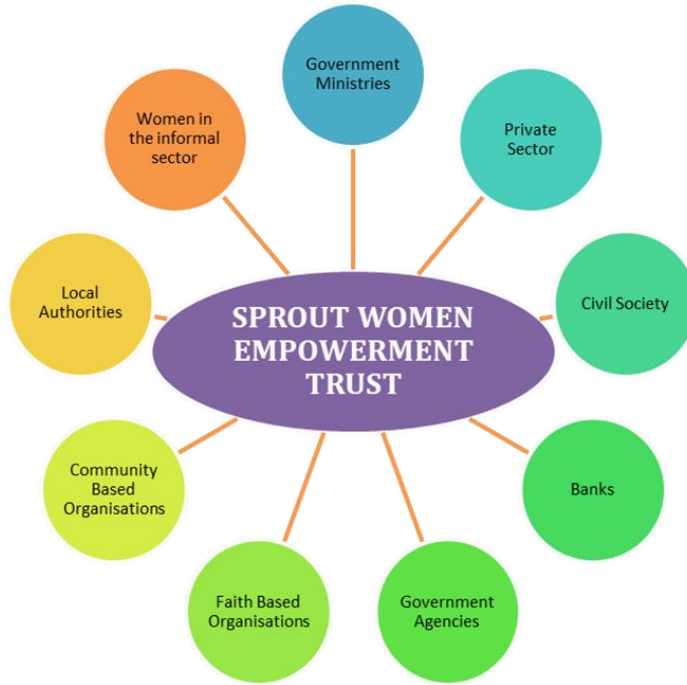 Government
Ministries
Private
Sector
Civil Society
Banks
Government
Agencies
Faith Based
Organisations
Community
Based
Organisations
Local
Authorities
Women in
the informal
sector
SPROUT WOMEN
EMPOWERMENT
TRUST